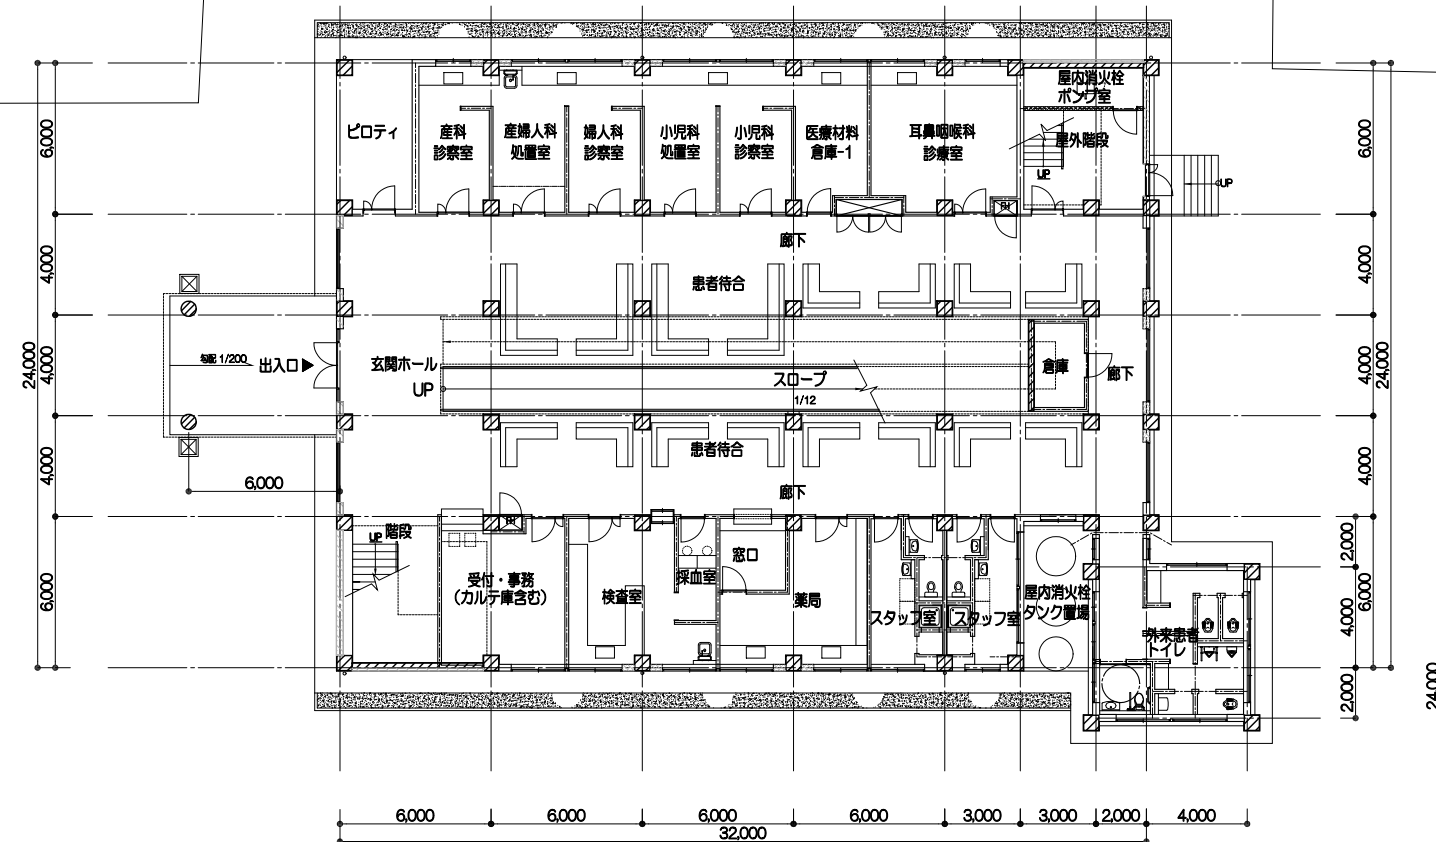 屋内消火栓
ポンプ室
ピロティ
産科
診察室
産婦人科
処置室
婦人科
診察室
小児科
処置室
小児科
診察室
医療材料
倉庫-1
耳鼻咽喉科
診療室
屋外階段
UP
UP
PH
廊下
患者待合
勾配 1/200
出入口
玄関ホール
UP
スロープ
1/12
倉庫
廊下
患者待合
廊下
階段
UP
PH
受付・事務
(カルテ庫含む)
検査室
採血室
窓口
薬局
スタッフ室
スタッフ室
屋内消火栓
タンク置場
外来患者
トイレ
6,000
4,000
4,000
4,000
6,000
24,000
6,000
6,000
4,000
4,000
4,000
24,000
2,000
4,000
6,000
2,000
24,000
6,000
6,000
6,000
6,000
3,000
3,000
2,000
4,000
32,000